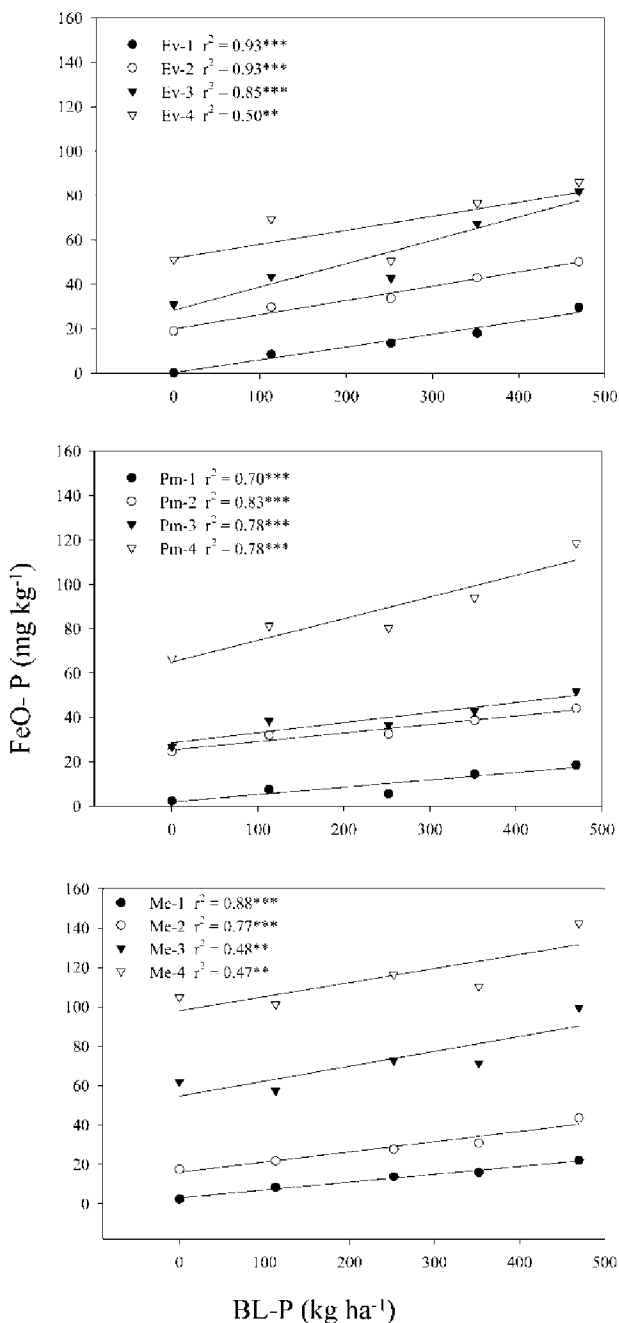 160
140
120
100
80
60
40
20
0
Ev-1 r² = 0.93***
Ev-2 r² = 0.93***
Ev-3 r² = 0.85***
Ev-4 r² = 0.50**
0 100 200 300 400 500
160
140
120
100
80
60
40
20
0
Pm-1 r² = 0.70***
Pm-2 r² = 0.83***
Pm-3 r² = 0.78***
Pm-4 r² = 0.78***
0 100 200 300 400 500
FeO- P (mg kg⁻¹)
160
140
120
100
80
60
40
20
0
Me-1 r² = 0.88***
Me-2 r² = 0.77***
Me-3 r² = 0.48**
Me-4 r² = 0.47**
0 100 200 300 400 500
BL-P (kg ha⁻¹)